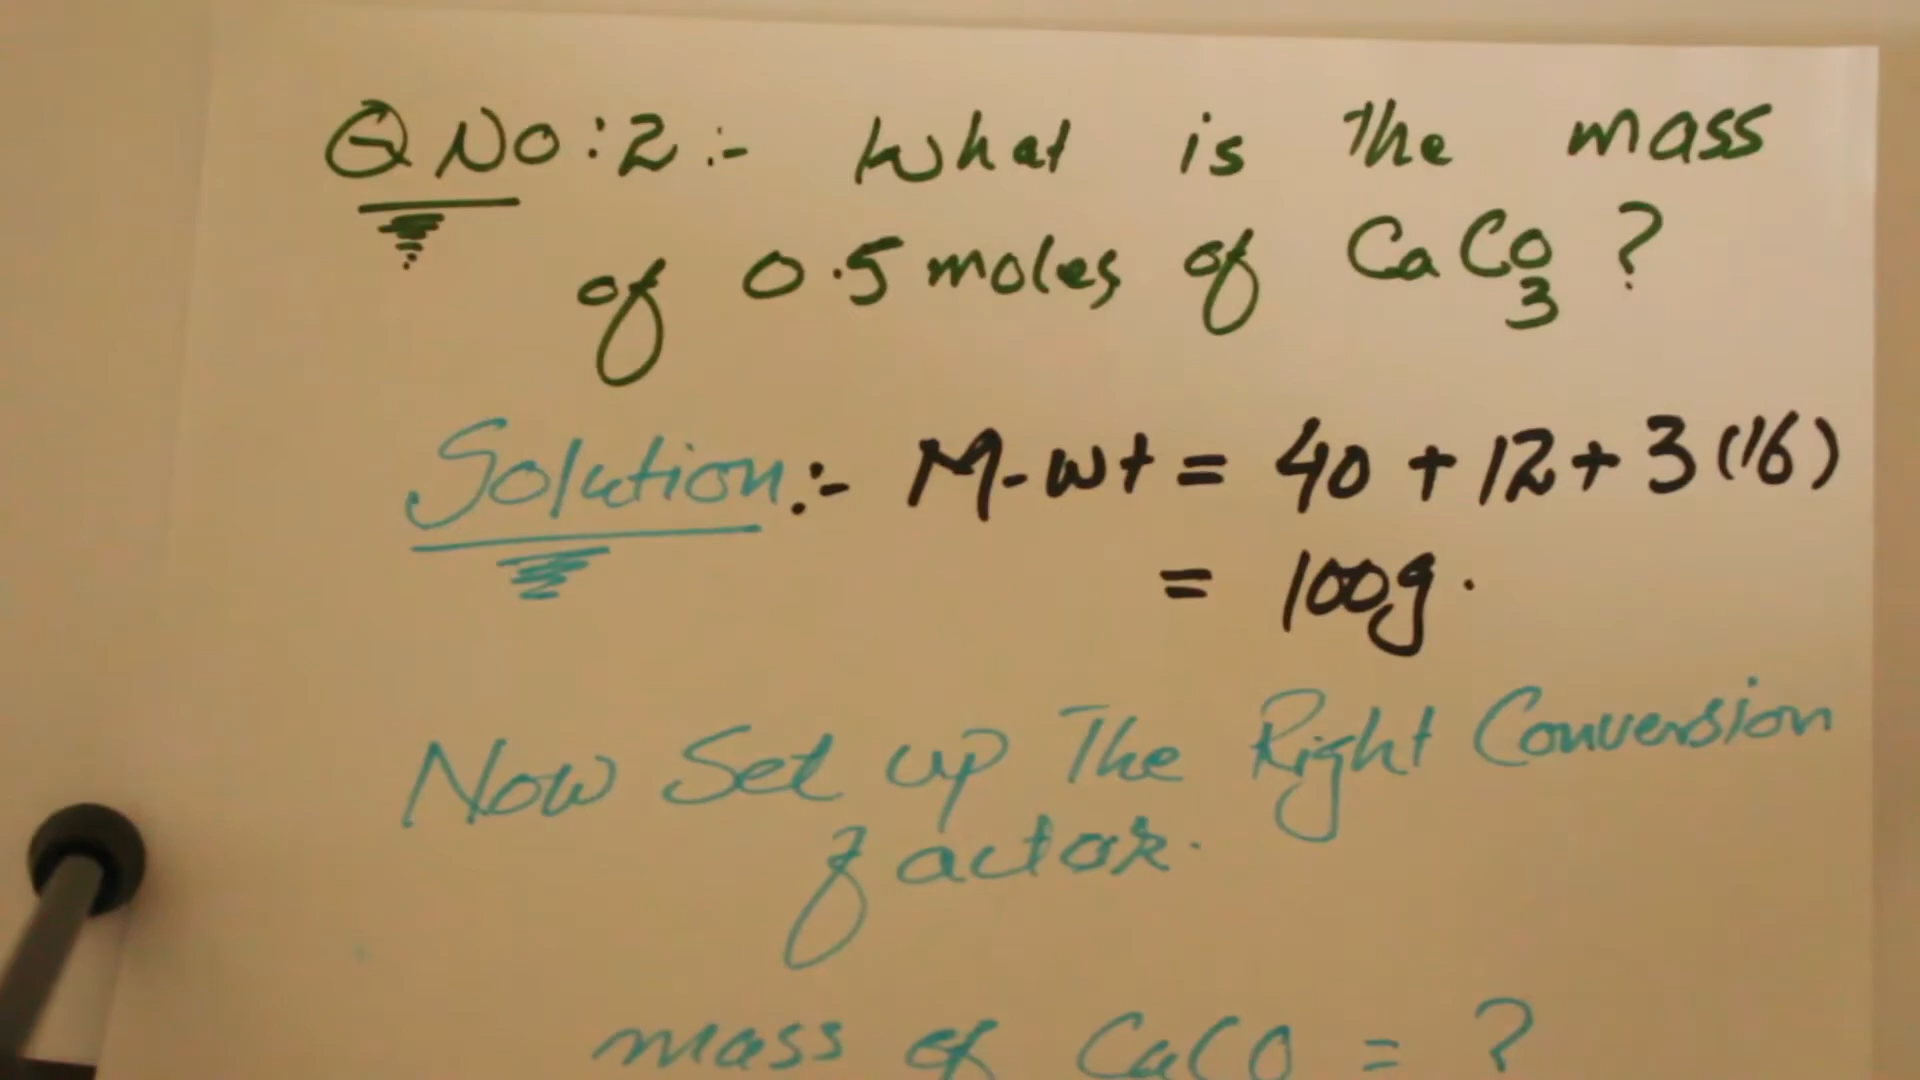 Q No:2:- What is The mass
of 0.5 moles of CaCO3?
Solution:- M-wt = 40 + 12 + 3(16)
= 100g.
Now Set up The Right Conversion
factor.
mass of CaCO = ?